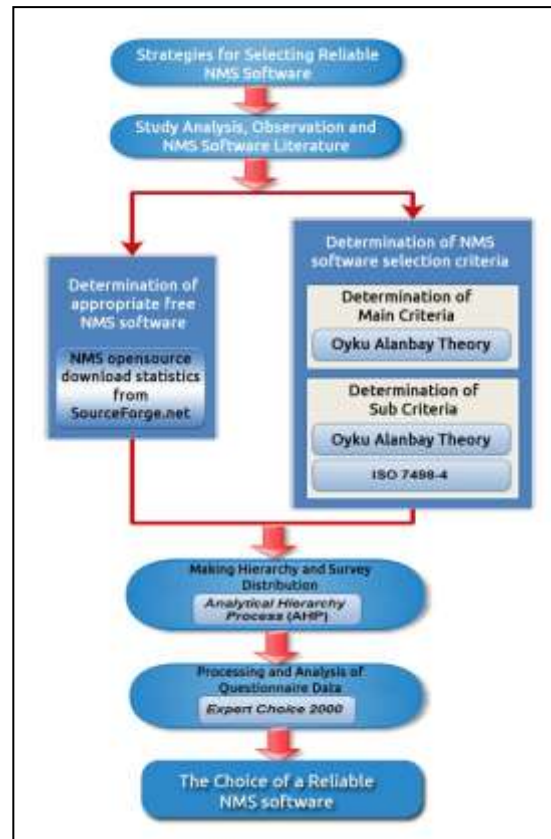 Strategies for Selecting Reliable
NMS Software
Study Analysis, Observation and
NMS Software Literature
Determination of
appropriate free
NMS software
NMS opensource
download statistics
from
SourceForge.net
Determination of NMS
software selection criteria
Determination of
Main Criteria
Oyku Alanbay Theory
Determination of
Sub Criteria
Oyku Alanbay Theory
ISO 7498-4
Making Hierarchy and Survey
Distribution
Analytical Hierarchy
Process (AHP)
Processing and Analysis of
Questionnaire Data
Expert Choice 2000
The Choice of a Reliable
NMS software